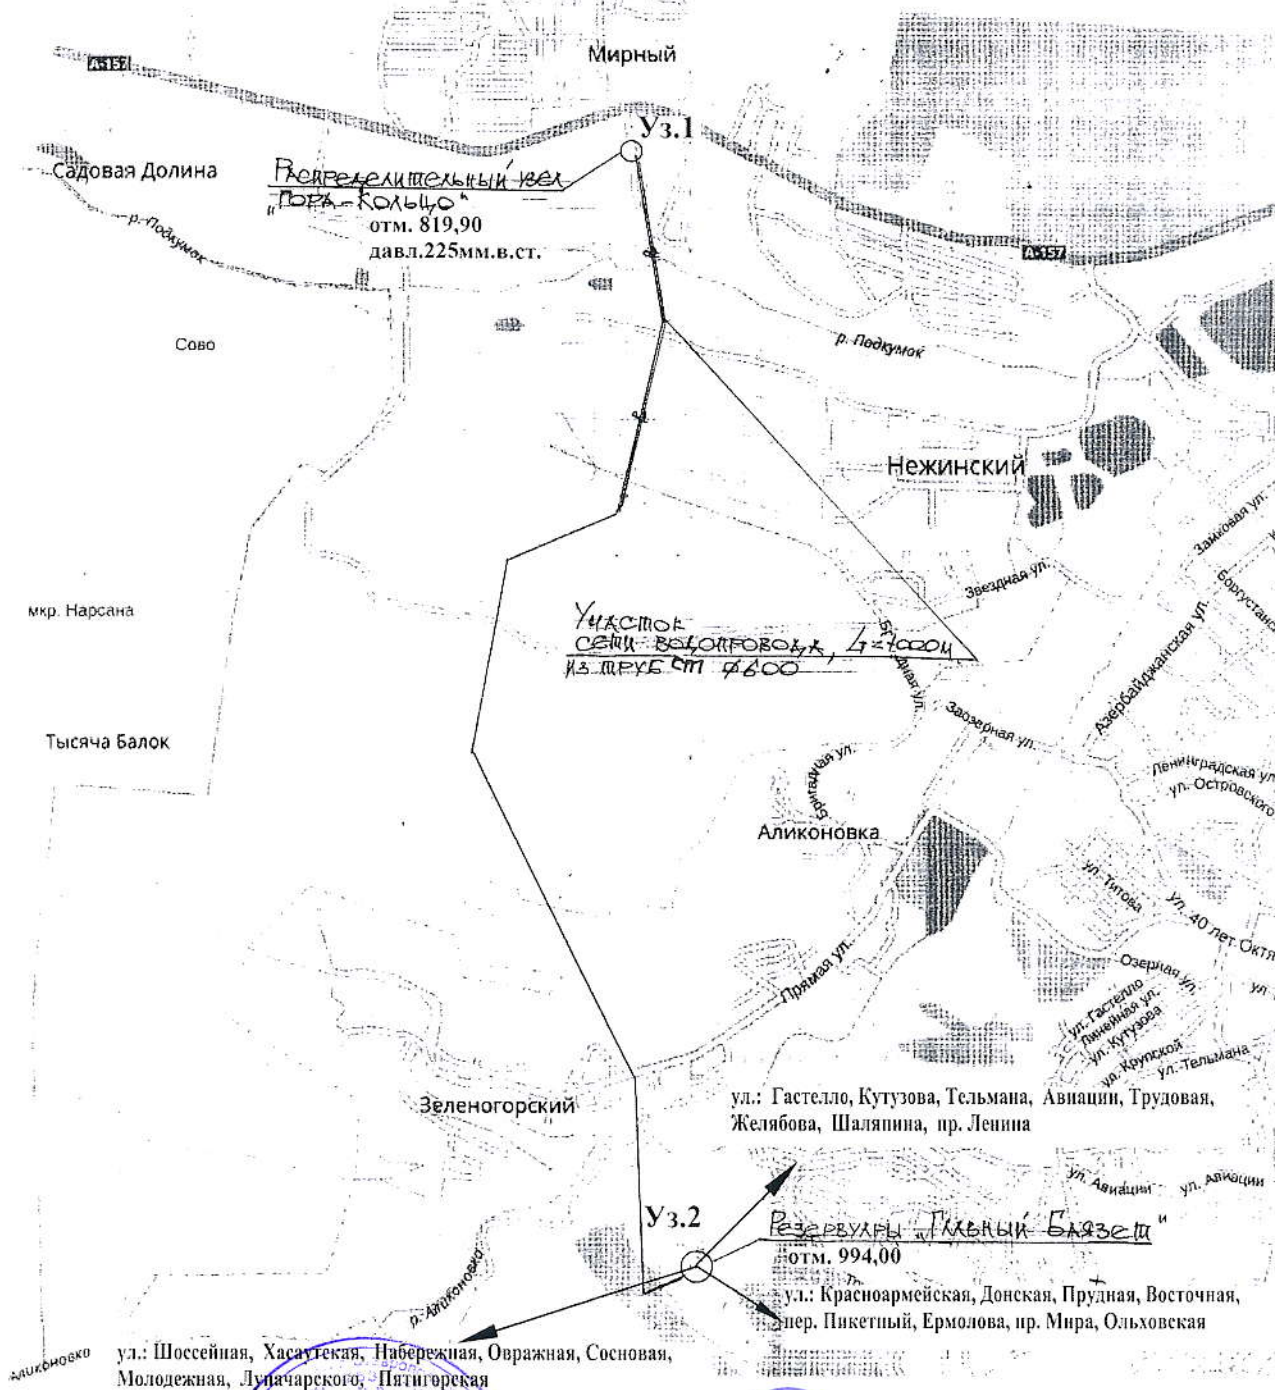 Мирный
А-157
Уз.1
Садовая Долина
Распределительный узел
"Гора-Кольцо"
отм. 819,90
давл.225мм.в.ст.
р. Подкумок
А-157
Сово
р. Подкумок
Нежинский
Замковая ул.
Звездная ул.
мкр. Нарсана
Участок
сети водопровода, L=7000м
из труб ст ф600
Азербайджанская ул.
Заозерная ул.
Тысяча Балок
Бригадная ул.
Ленинградская ул
ул. Островского
Аликоновка
ул. Титова
Ул. 40 лет Октя
Прямая ул.
Озерная ул.
ул.
ул. Гастелло
Линейная ул.
ул. Кутузова
ул. Крупской
ул. Тельмана
Зеленогорский
ул.: Гастелло, Кутузова, Тельмана, Авиации, Трудовая,
Желябова, Шаляпина, пр. Ленина
ул. Авиации
ул. Авиации
Уз.2
Резервуары "Главный Баязет"
отм. 994,00
р. Аликоновка
ул.: Красноармейская, Донская, Прудная, Восточная,
пер. Пикетный, Ермолова, пр. Мира, Ольховская
Аликоновка
ул.: Шоссейная, Хасаутская, Набережная, Овражная, Сосновая,
Молодежная, Луначарского, Пятигорская